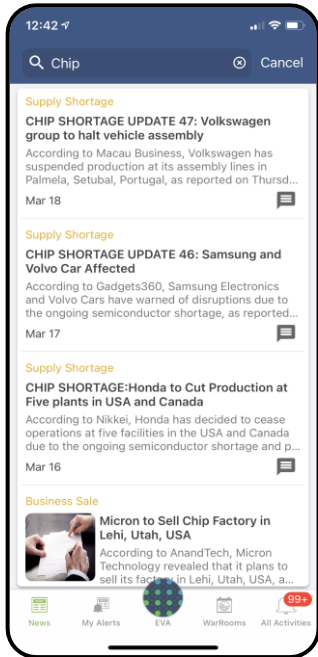 12:42
Chip
Cancel
Supply Shortage
CHIP SHORTAGE UPDATE 47: Volkswagen
group to halt vehicle assembly
According to Macau Business, Volkswagen has
suspended production at its assembly lines in
Palmela, Setubal, Portugal, as reported on Thursd...
Mar 18
Supply Shortage
CHIP SHORTAGE UPDATE 46: Samsung and
Volvo Car Affected
According to Gadgets360, Samsung Electronics
and Volvo Cars have warned of disruptions due to
the ongoing semiconductor shortage, as reported...
Mar 17
Supply Shortage
CHIP SHORTAGE:Honda to Cut Production at
Five plants in USA and Canada
According to Nikkei, Honda has decided to cease
operations at five facilities in the USA and Canada
due to the ongoing semiconductor shortage and p...
Mar 16
Business Sale
Micron to Sell Chip Factory in
Lehi, Utah, USA
According to AnandTech, Micron
Technology revealed that it plans to
sell its factory in Lehi, Utah, USA, a...
99+
News
My Alerts
EVA
WarRooms
All Activities